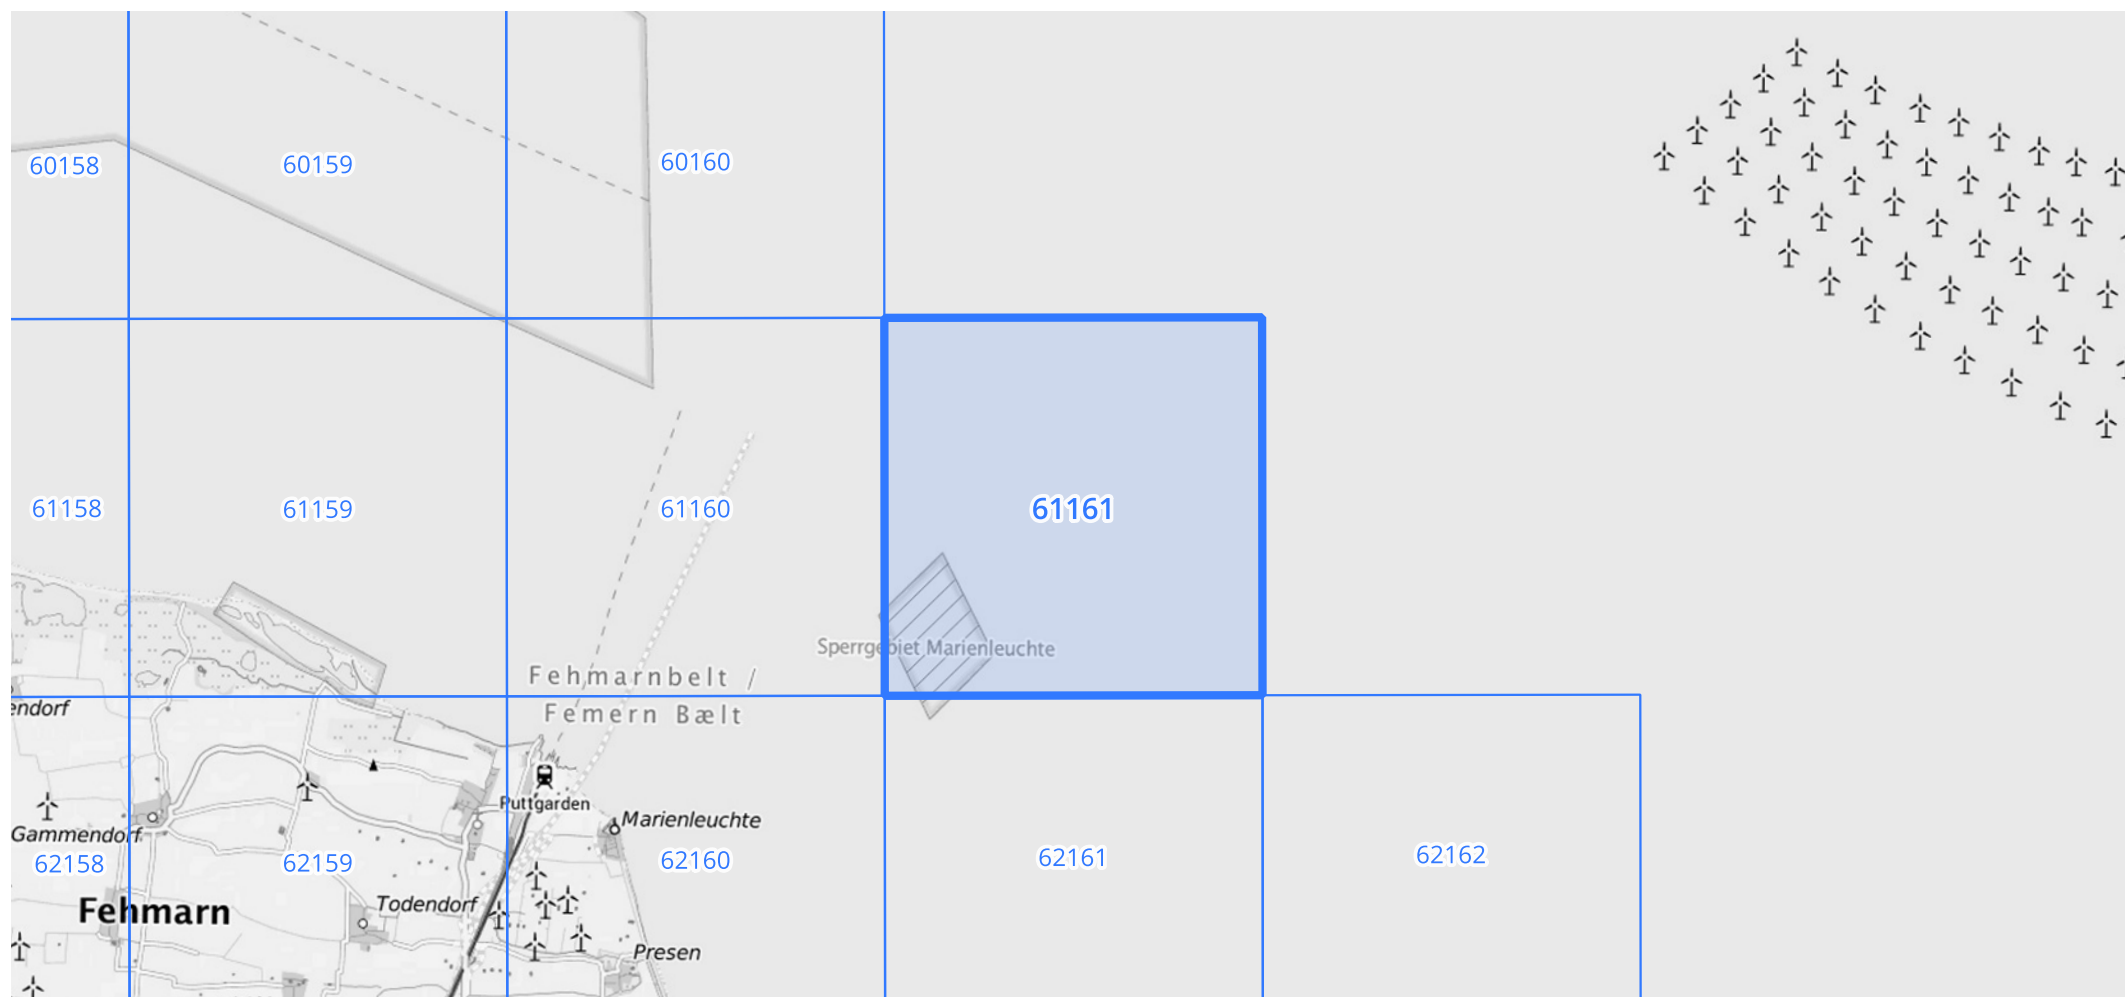 60158
60159
60160
61158
61159
61160
61161
Sperrgebiet Marienleuchte
Fehmarnbelt /
Femern Bælt
endorf
Puttgarden
Marienleuchte
Gammendorf
62158
62159
62160
62161
62162
Fehmarn
Todendorf
Presen